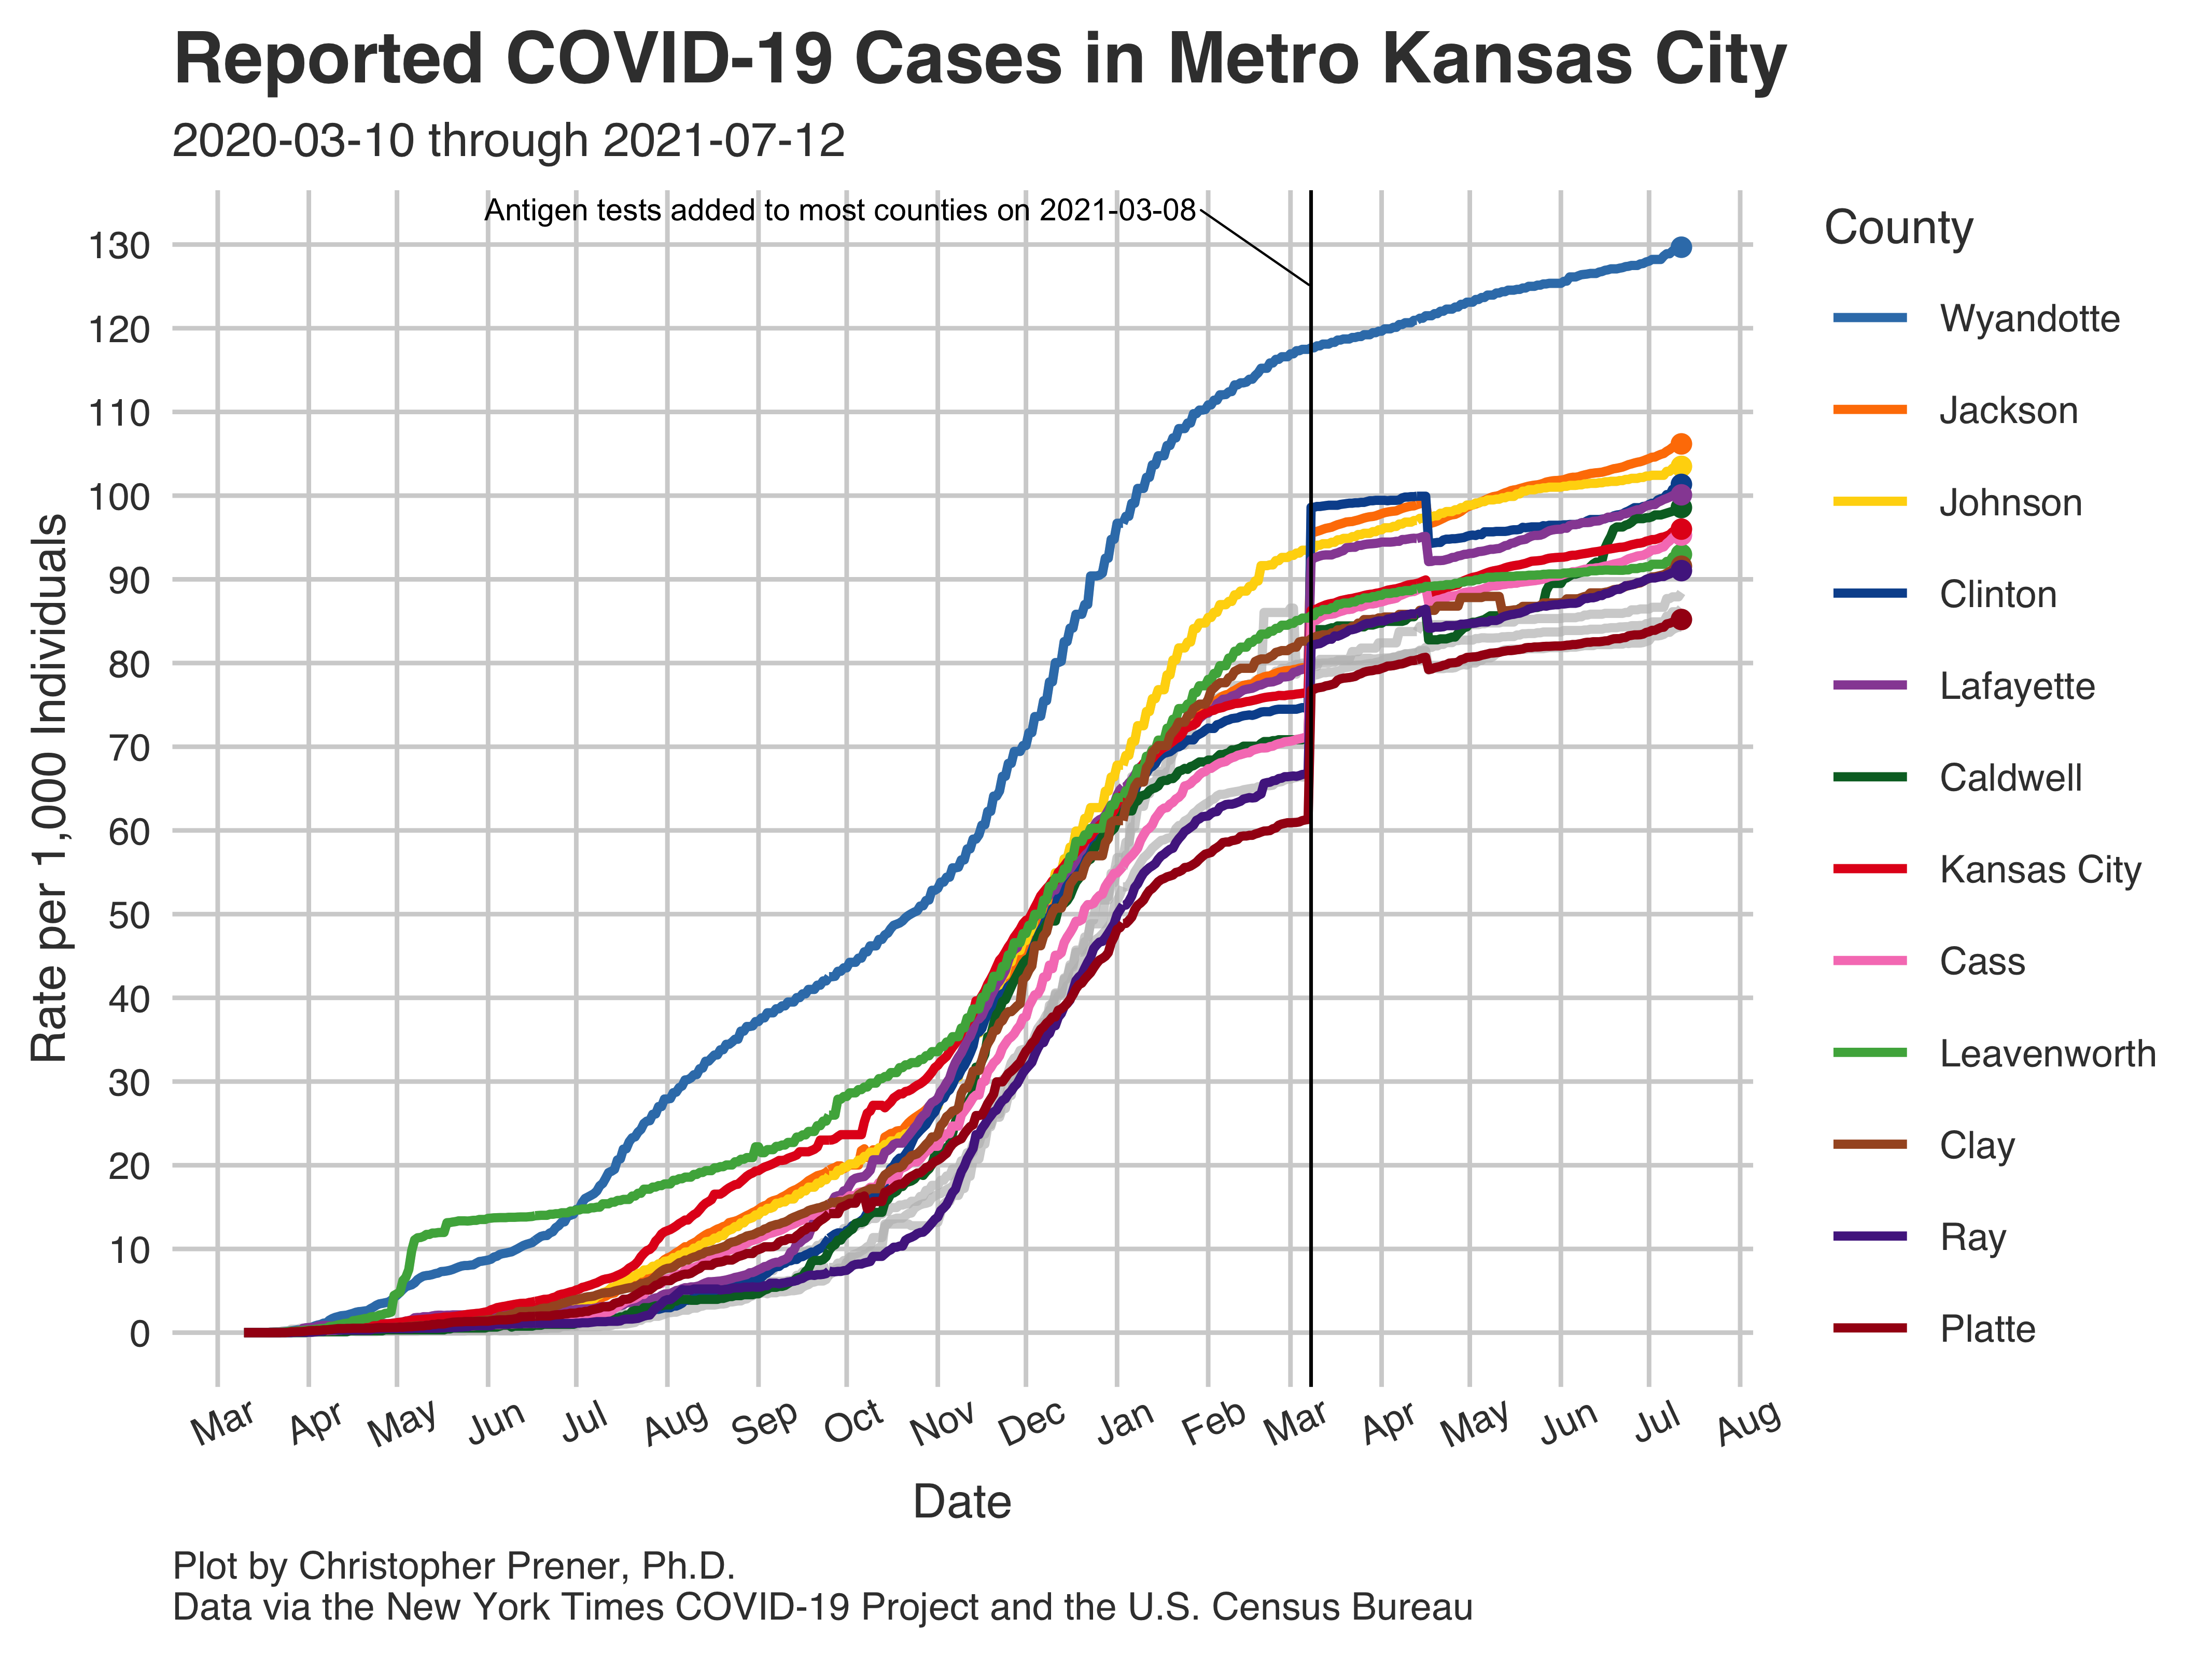 Reported COVID-19 Cases in Metro Kansas City
2020-03-10 through 2021-07-12
Antigen tests added to most counties on 2021-03-08
Rate per 1,000 Individuals
130
120
110
100
90
80
70
60
50
40
30
20
10
0
Mar Apr May Jun Jul Aug Sep Oct Nov Dec Jan Feb Mar Apr May Jun Jul Aug
Date
County
Wyandotte
Jackson
Johnson
Clinton
Lafayette
Caldwell
Kansas City
Cass
Leavenworth
Clay
Ray
Platte
Plot by Christopher Prener, Ph.D.
Data via the New York Times COVID-19 Project and the U.S. Census Bureau